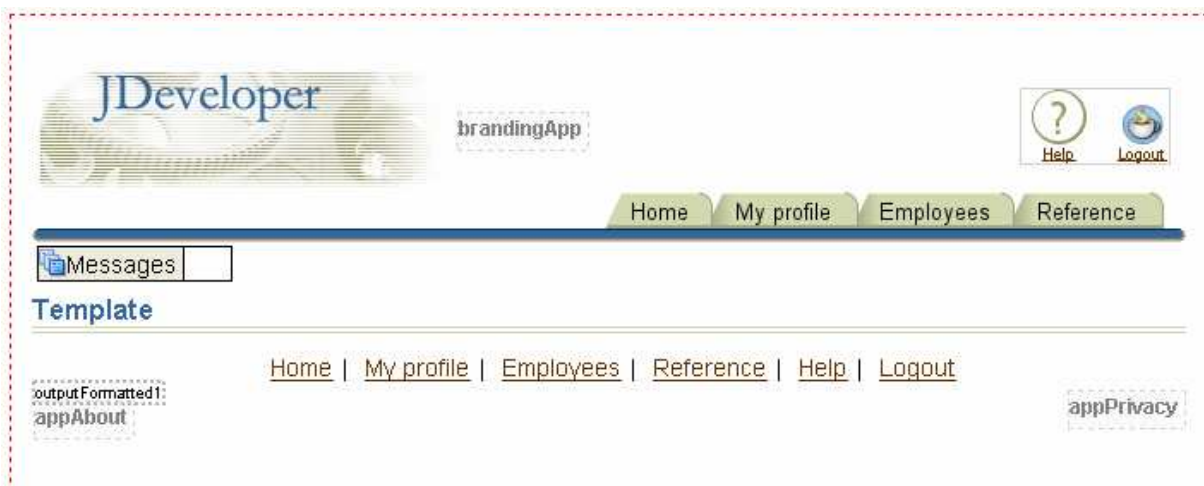 JDeveloper
brandingApp
?
Help Logout
Home My profile Employees Reference
Messages
Template
Home | My profile | Employees | Reference | Help | Logout
outputFormatted1
appAbout
appPrivacy